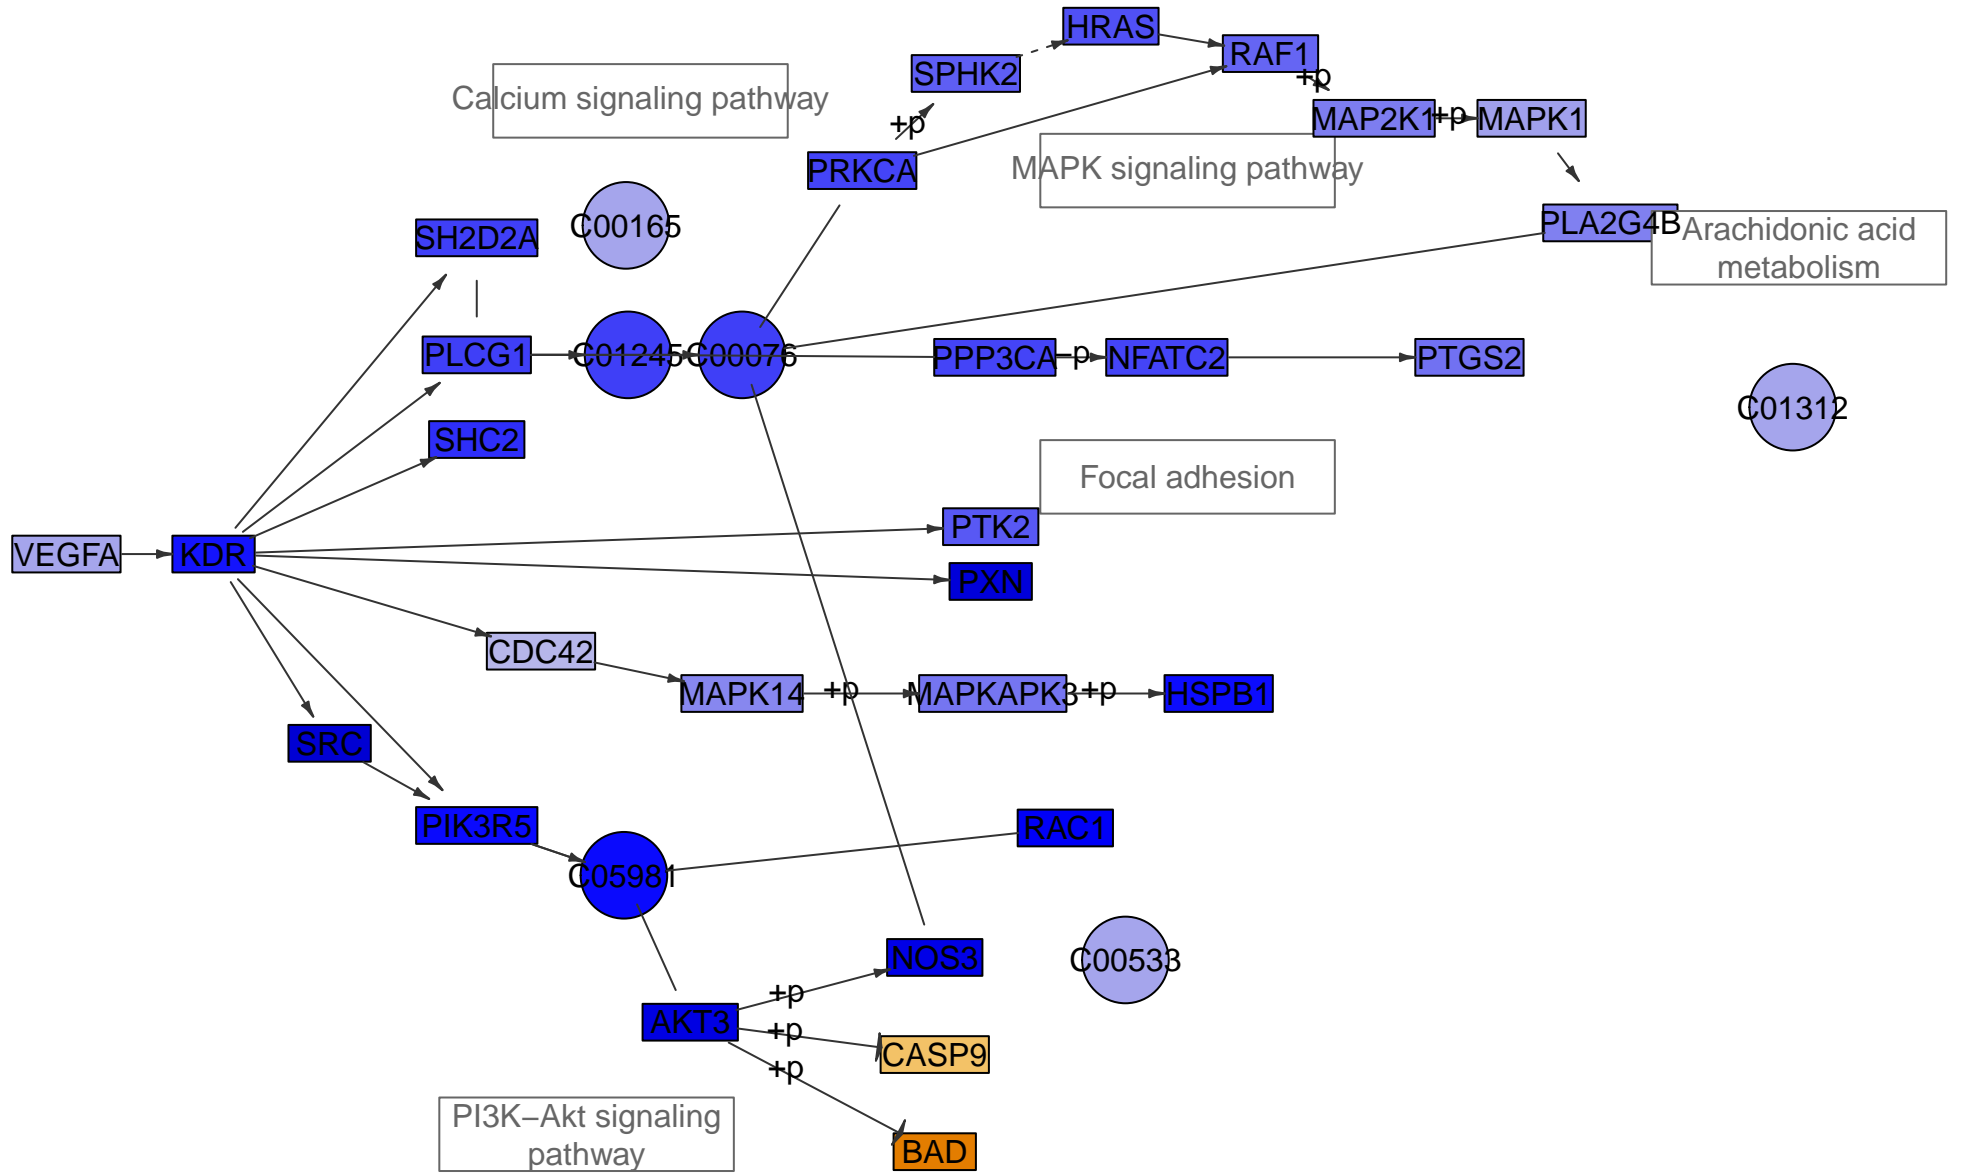 HRAS
RAF1
SPHK2
+p
Calcium signaling pathway
MAP2K1
+p
MAPK1
+p
PRKCA
MAPK signaling pathway
C00165
SH2D2A
PLA2G4B
Arachidonic acid
metabolism
PLCG1
C01245
C00076
PPP3CA
−p
NFATC2
PTGS2
C01312
SHC2
Focal adhesion
PTK2
VEGFA
KDR
PXN
CDC42
MAPK14
+p
MAPKAPK3
+p
HSPB1
SRC
PIK3R5
RAC1
C05981
NOS3
C00533
+p
AKT3
+p
CASP9
+p
PI3K−Akt signaling
pathway
BAD